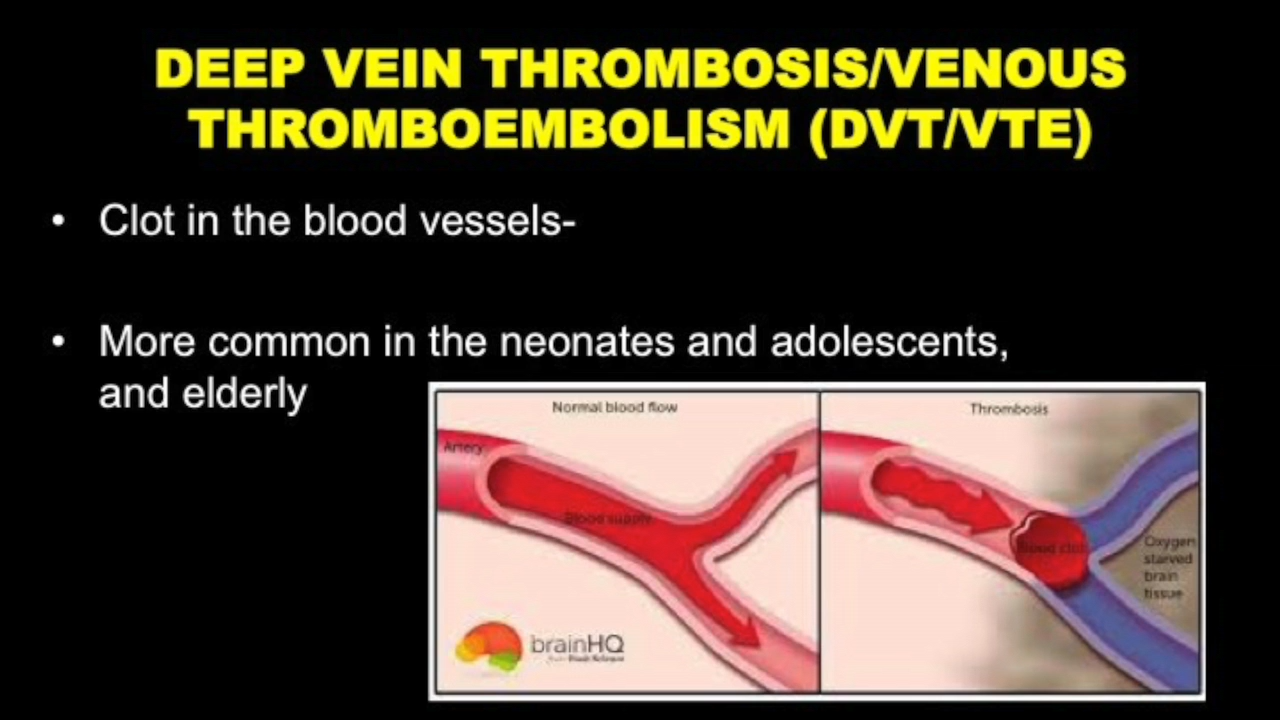 DEEP VEIN THROMBOSIS/VENOUS
THROMBOEMBOLISM (DVT/VTE)
• Clot in the blood vessels-
• More common in the neonates and adolescents,
and elderly
Normal blood flow
Thrombosis
Artery
Blood supply
Blood clot
Oxygen
starved
brain
tissue
brainHQ